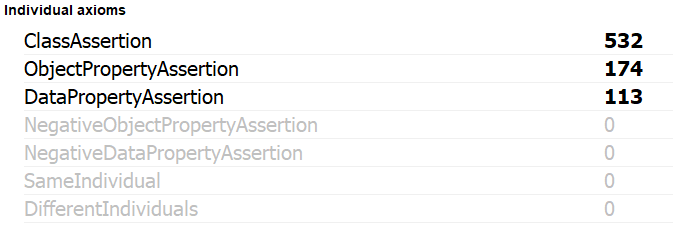 Individual axioms
ClassAssertion 532
ObjectPropertyAssertion 174
DataPropertyAssertion 113
NegativeObjectPropertyAssertion 0
NegativeDataPropertyAssertion 0
SameIndividual 0
DifferentIndividuals 0